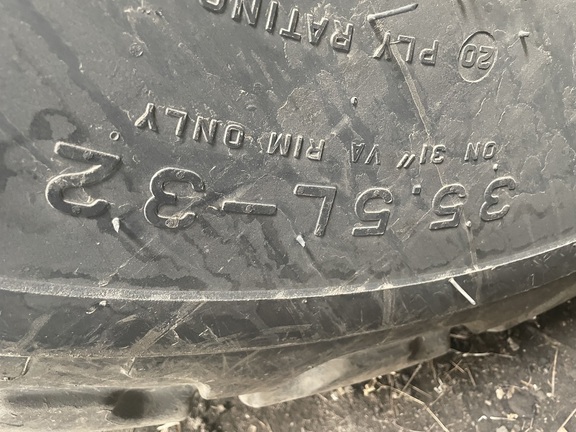 35.5L-32
ON 31" VA RIM ONLY
20 PLY RATING